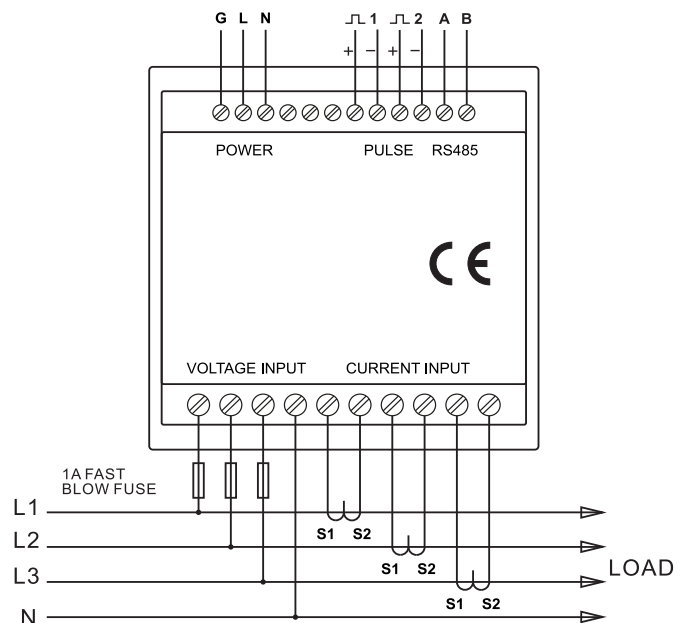 G L N ⎍ 1 ⎍ 2 A B
+ − + −
POWER PULSE RS485
CE
VOLTAGE INPUT CURRENT INPUT
1A FAST
BLOW FUSE
L1
S1 S2
L2
S1 S2
L3
LOAD
S1 S2
N